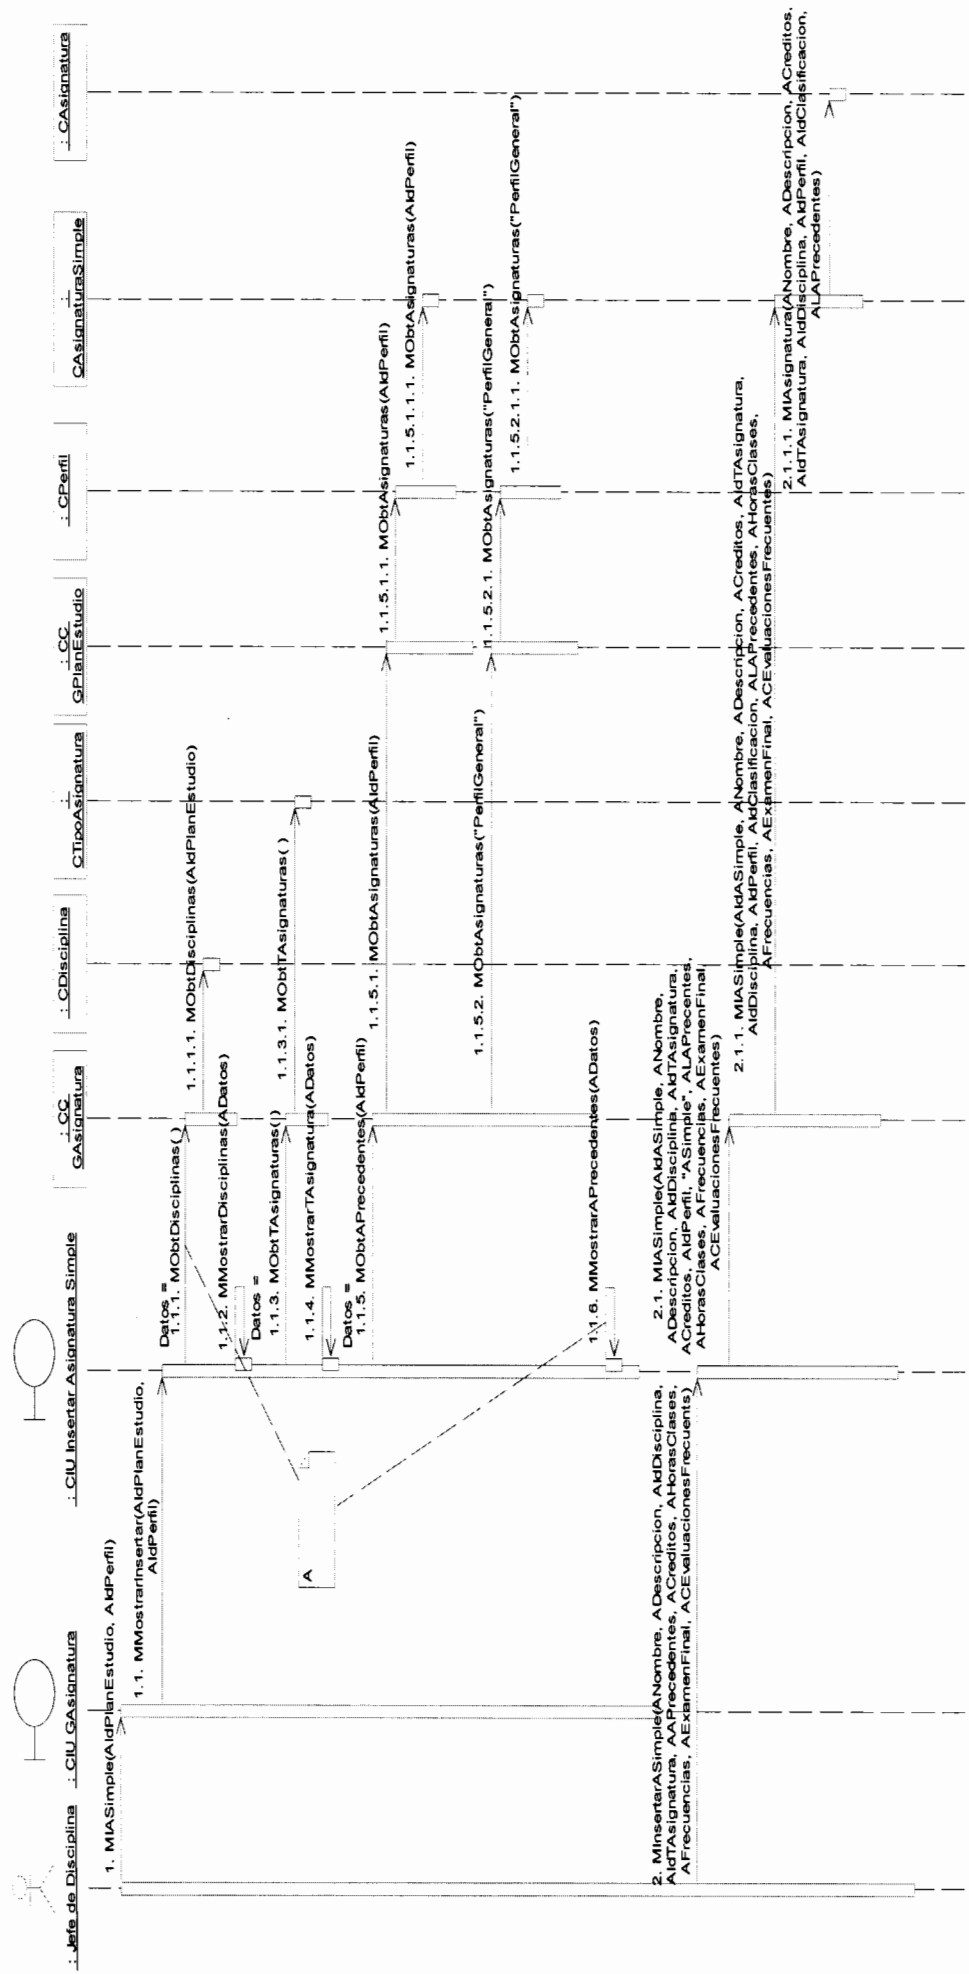 : Jefe de Disciplina
: CIU GAsignatura
: CIU Insertar Asignatura Simple
: CC
GAsignatura
: CDisciplina
:
CTipoAsignatura
: CC
GPlanEstudio
: CPerfil
:
CAsignaturaSimple
: CAsignatura
1. MIASimple(AIdPlanEstudio, AIdPerfil)
1.1. MMostrarInsertar(AIdPlanEstudio,
AIdPerfil)
Datos =
1.1.1. MObtDisciplinas( )
1.1.1.1. MObtDisciplinas(AIdPlanEstudio)
1.1.2. MMostrarDisciplinas(ADatos)
Datos =
1.1.3. MObtTAsignaturas()
1.1.3.1. MObtTAsignaturas( )
1.1.4. MMostrarTAsignatura(ADatos)
Datos =
1.1.5. MObtAPrecedentes(AIdPerfil)
1.1.5.1. MObtAsignaturas(AIdPerfil)
1.1.5.1.1. MObtAsignaturas(AIdPerfil)
1.1.5.1.1.1. MObtAsignaturas(AIdPerfil)
1.1.5.2. MObtAsignaturas("PerfilGeneral")
1.1.5.2.1. MObtAsignaturas("PerfilGeneral")
1.1.5.2.1.1. MObtAsignaturas("PerfilGeneral")
1.1.6. MMostrarAPrecedentes(ADatos)
A
2. MInsertarASimple(ANombre, ADescripcion, AIdDisciplina,
AIdTAsignatura, AAPrecedentes, ACreditos, AHorasClases,
AFrecuencias, AExamenFinal, ACEvaluacionesFrecuents)
2.1. MIASimple(AIdASimple, ANombre,
ADescripcion, AIdDisciplina, AIdTAsignatura,
ACreditos, AIdPerfil, "ASimple", ALAPrecentes,
AHorasClases, AFrecuencias, AExamenFinal,
ACEvaluacionesFrecuentes)
2.1.1. MIASimple(AIdASimple, ANombre, ADescripcion, ACreditos, AIdTAsignatura,
AIdDisciplina, AIdPerfil, AIdClasificacion, ALAPrecedentes, AHorasClases,
AFrecuencias, AExamenFinal, ACEvaluacionesFrecuentes)
2.1.1.1. MIAsignatura(ANombre, ADescripcion, ACreditos,
AIdTAsignatura, AIdDisciplina, AIdPerfil, AIdClasificacion,
ALAPrecedentes)